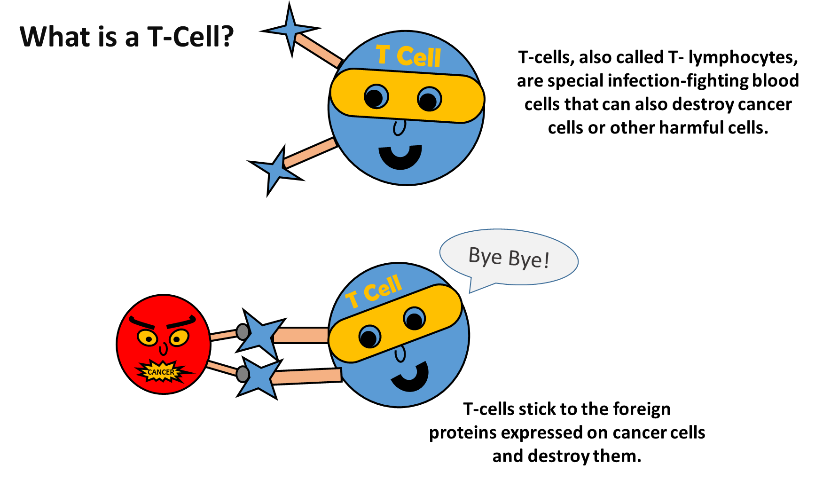 What is a T-Cell?
T Cell
T-cells, also called T- lymphocytes,
are special infection-fighting blood
cells that can also destroy cancer
cells or other harmful cells.
Bye Bye!
T Cell
CANCER
T-cells stick to the foreign
proteins expressed on cancer cells
and destroy them.